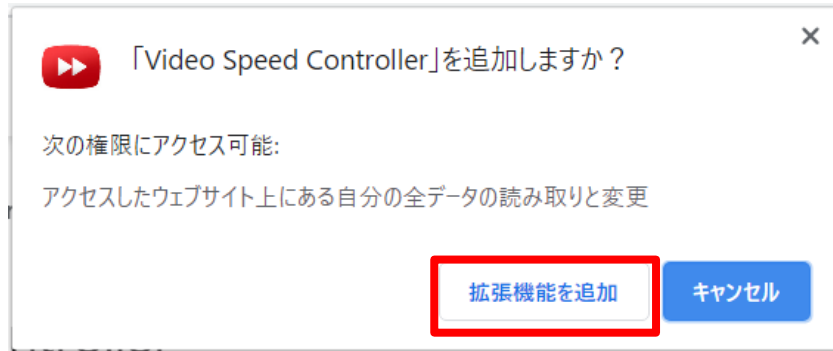 「Video Speed Controller」を追加しますか？
次の権限にアクセス可能:
アクセスしたウェブサイト上にある自分の全データの読み取りと変更
拡張機能を追加
キャンセル